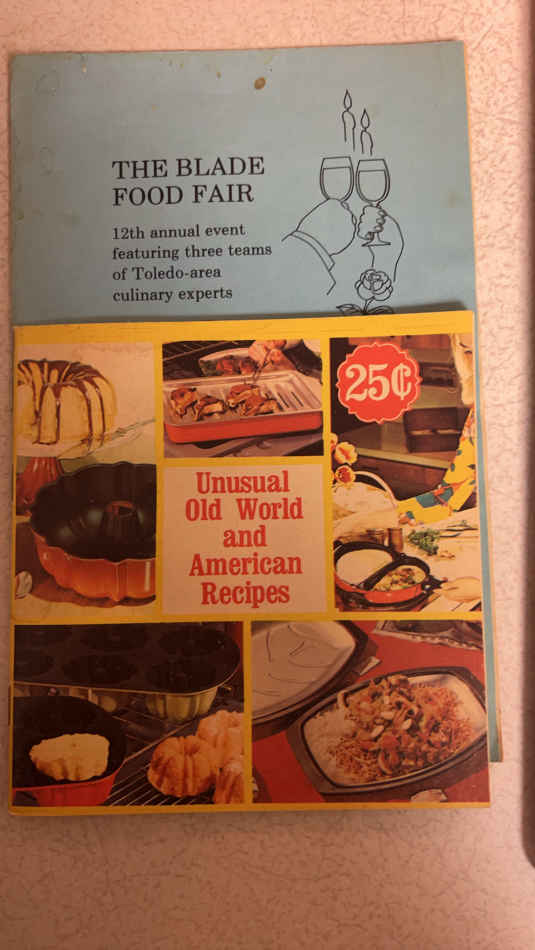 THE BLADE
FOOD FAIR
12th annual event
featuring three teams
of Toledo-area
culinary experts
25¢
Unusual
Old World
and
American
Recipes